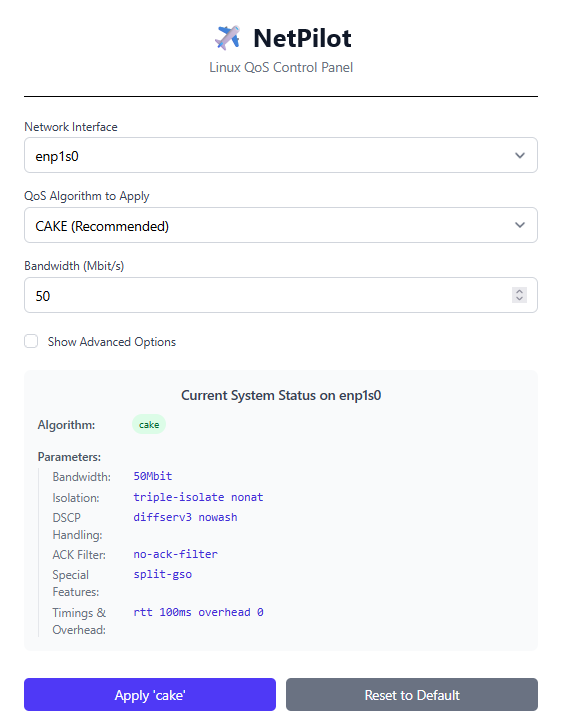 NetPilot
Linux QoS Control Panel
Network Interface
enp1s0
QoS Algorithm to Apply
CAKE (Recommended)
Bandwidth (Mbit/s)
50
Show Advanced Options
Current System Status on enp1s0
Algorithm: cake
Parameters:
Bandwidth: 50Mbit
Isolation: triple-isolate nonat
DSCP diffserv3 nowash
Handling:
ACK Filter: no-ack-filter
Special split-gso
Features:
Timings & rtt 100ms overhead 0
Overhead:
Apply 'cake' Reset to Default